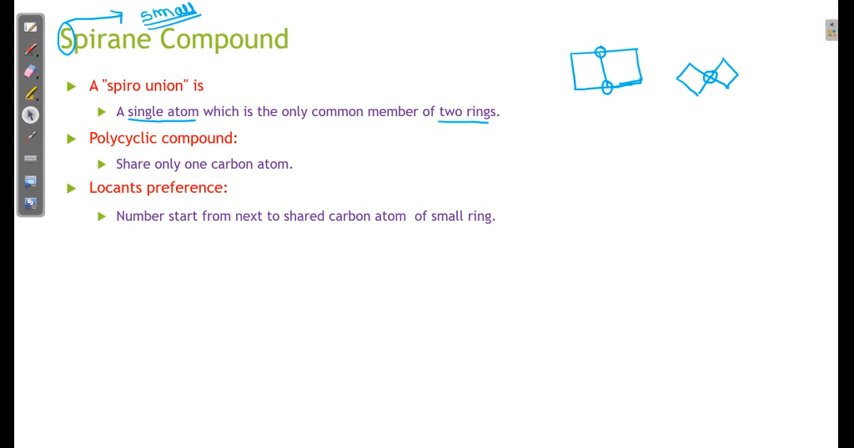 small
Spirane Compound
A "spiro union" is
A single atom which is the only common member of two rings.
Polycyclic compound:
Share only one carbon atom.
Locants preference:
Number start from next to shared carbon atom of small ring.